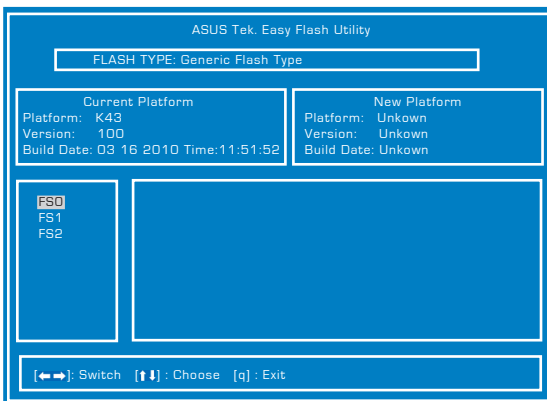 ASUS Tek. Easy Flash Utility
FLASH TYPE: Generic Flash Type
Current Platform
Platform: K43
Version: 100
Build Date: 03 16 2010 Time:11:51:52
New Platform
Platform: Unkown
Version: Unkown
Build Date: Unkown
FS0
FS1
FS2
[←→]: Switch [↑↓] : Choose [q] : Exit